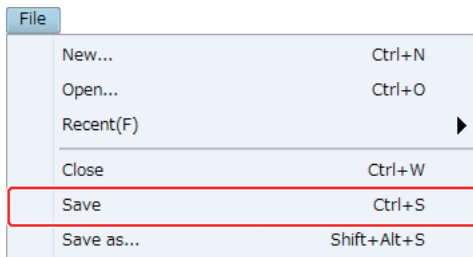 File
New... Ctrl+N
Open... Ctrl+O
Recent(F)
Close Ctrl+W
Save Ctrl+S
Save as... Shift+Alt+S